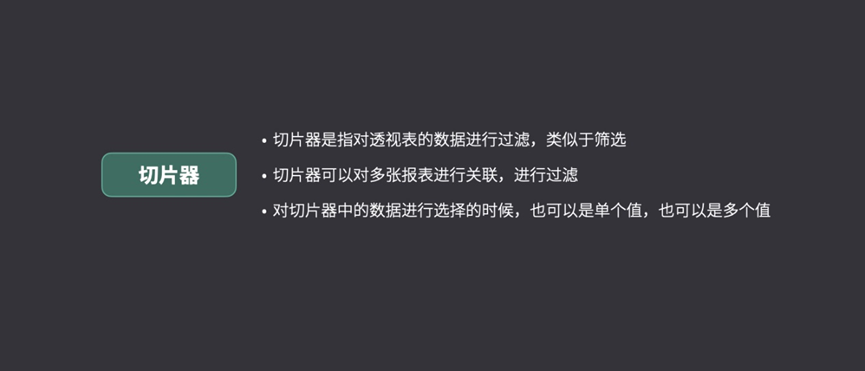 切片器
• 切片器是指对透视表的数据进行过滤，类似于筛选
• 切片器可以对多张报表进行关联，进行过滤
• 对切片器中的数据进行选择的时候，也可以是单个值，也可以是多个值